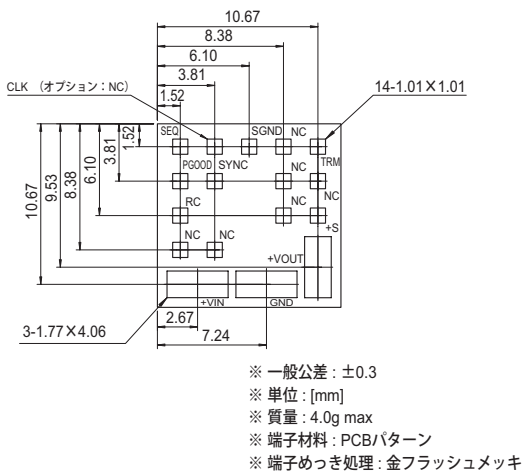 10.67
8.38
6.10
3.81
1.52
CLK （オプション：NC）
14-1.01×1.01
SEQ
SGND
NC
PGOOD
SYNC
NC
TRM
RC
NC
NC
NC
NC
+S
+VOUT
+VIN
GND
1.52
3.81
6.10
8.38
9.53
10.67
3-1.77×4.06
2.67
7.24
※ 一般公差 : ±0.3
※ 単位 : [mm]
※ 質量 : 4.0g max
※ 端子材料 : PCBパターン
※ 端子めっき処理 : 金フラッシュメッキ